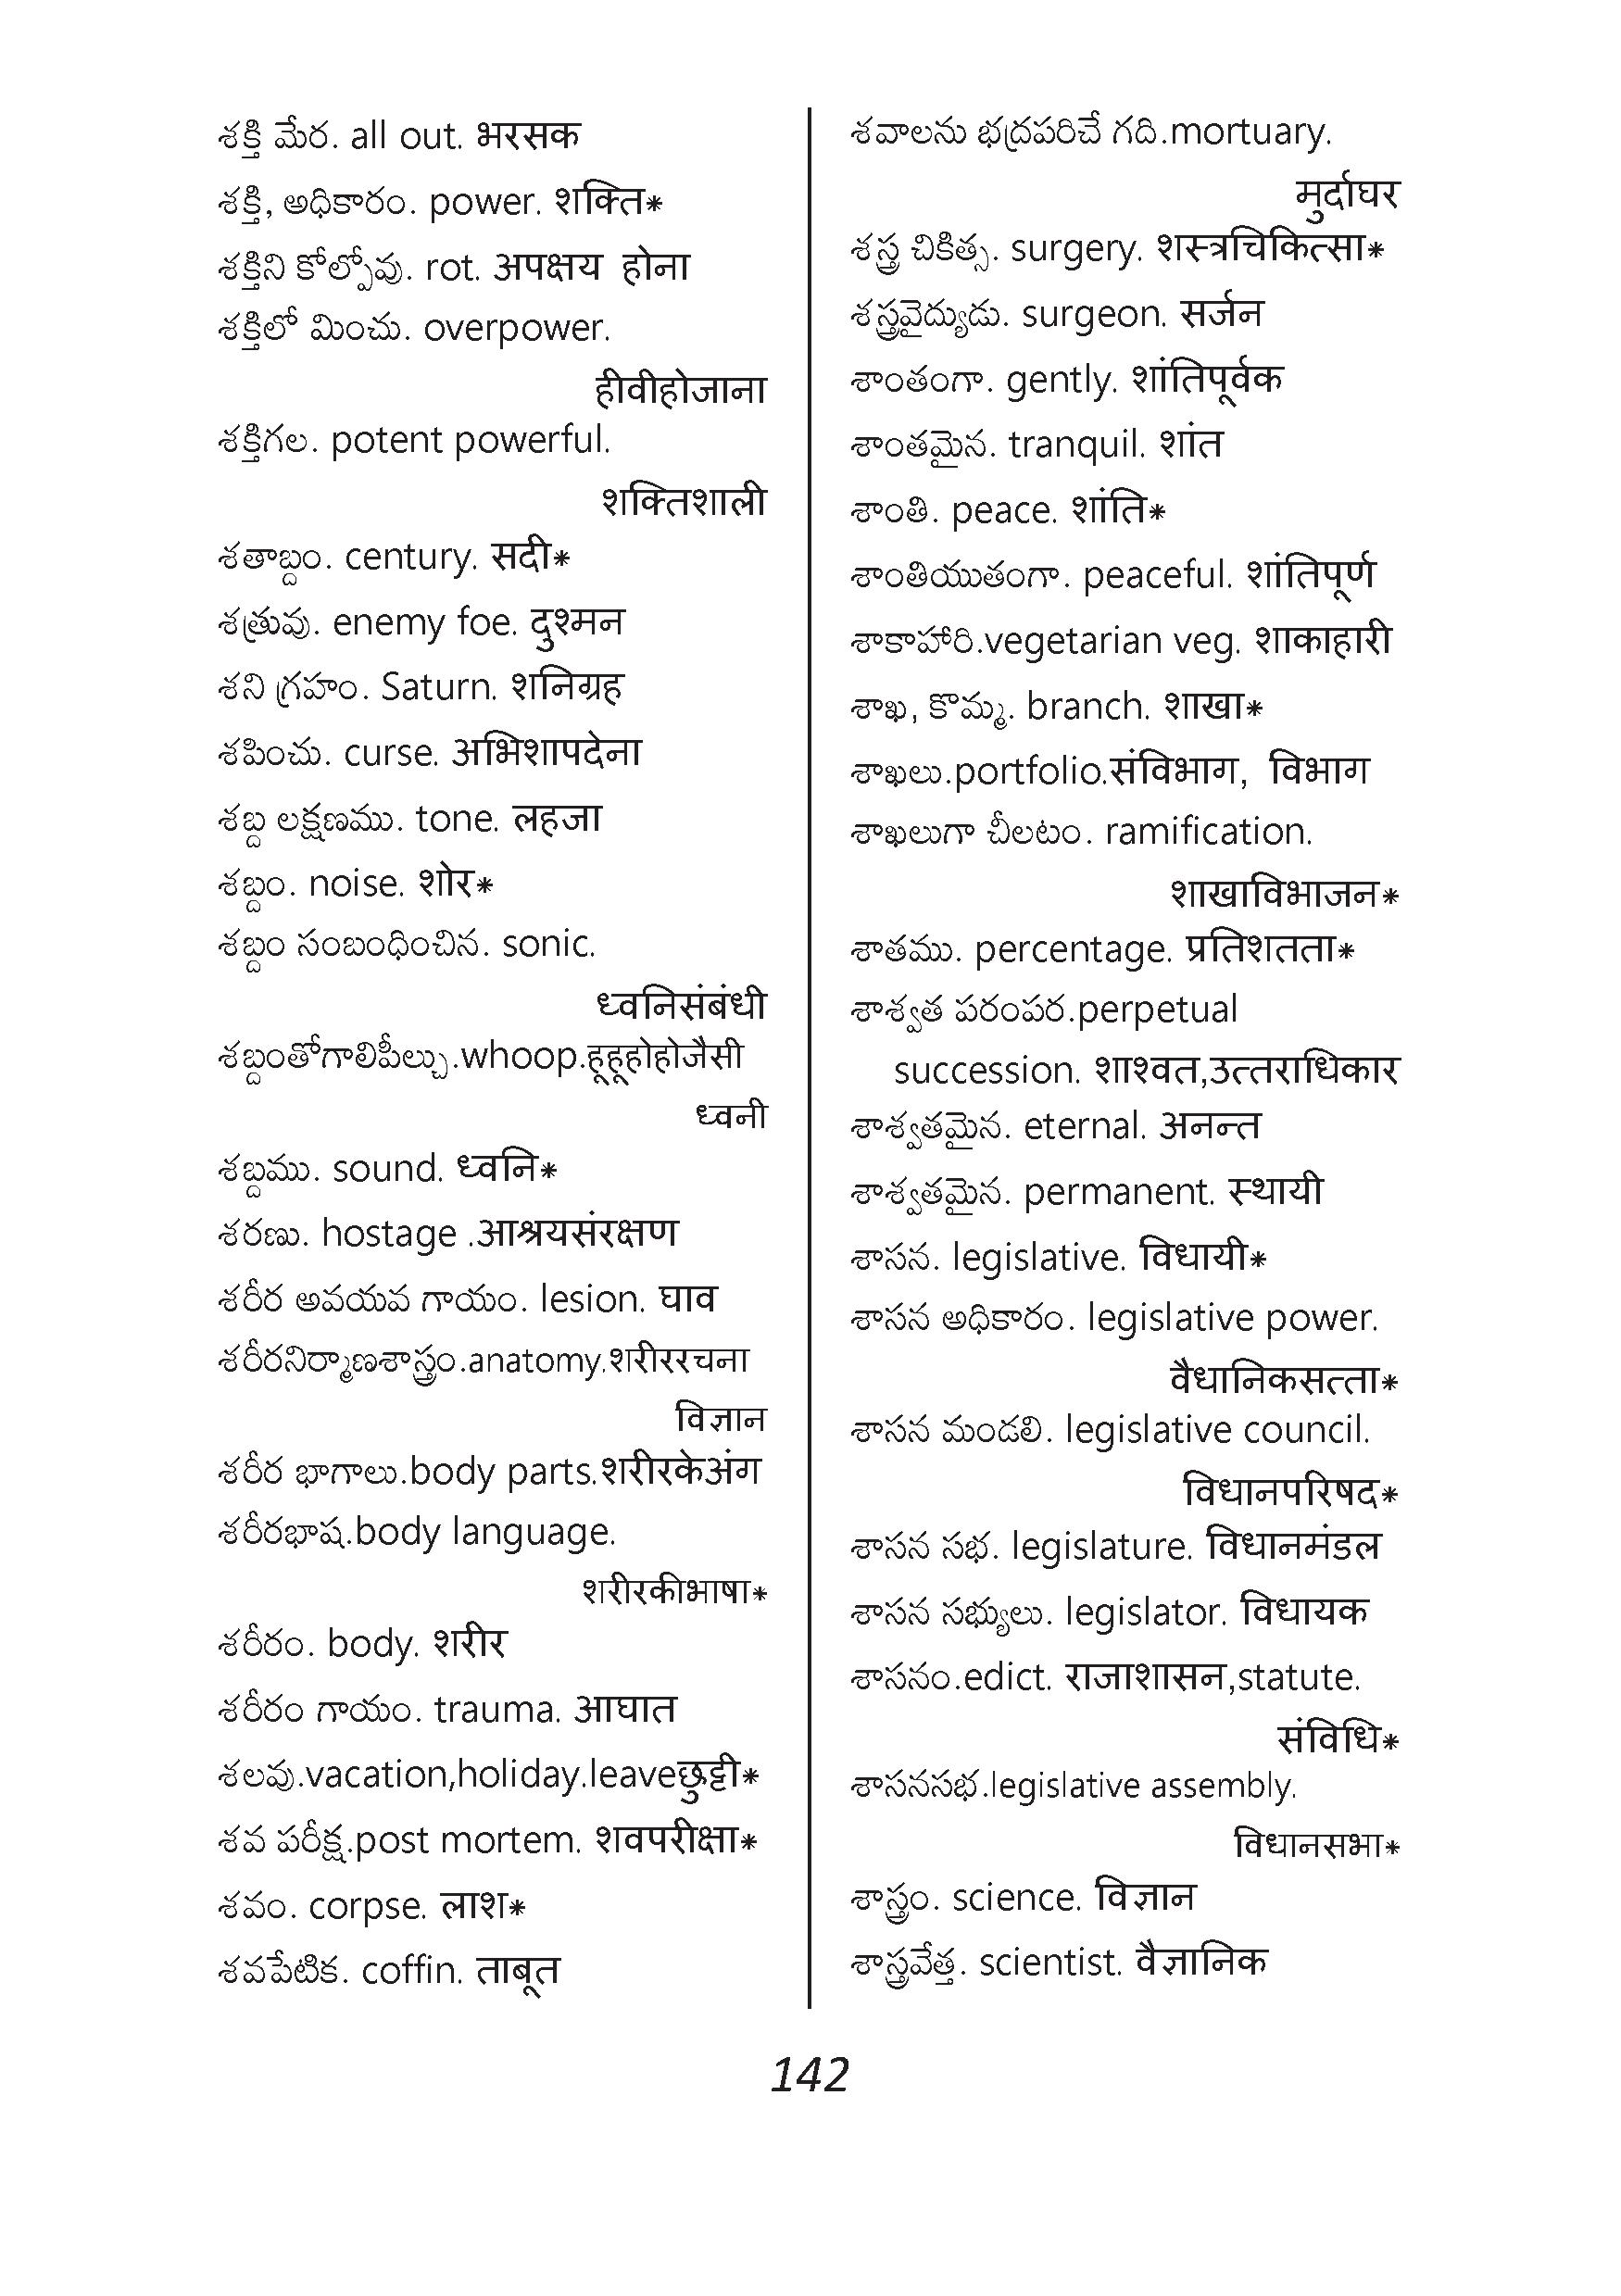 శక్తి మేర. all out. भरसक
శక్తి, అధికారం. power. शक्ति*
శక్తిని కోల్పోవు. rot. अपक्षय होना
శక్తిలో మించు. overpower.
हीवीहोजाना
శక్తిగల. potent powerful.
शक्तिशाली
శతాబ్దం. century. सदी*
శత్రువు. enemy foe. दुश्मन
శని గ్రహం. Saturn. शनिग्रह
శపించు. curse. अभिशापदेना
శబ్ద లక్షణము. tone. लहजा
శబ్దం. noise. शोर*
శబ్దం సంబంధించిన. sonic.
ध्वनिसंबंधी
శబ్దంతోగాలిపీల్చు.whoop.हूहूहोहोजैसी
ध्वनी
శబ్దము. sound. ध्वनि*
శరణు. hostage .आश्रयसंरक्षण
శరీర అవయవ గాయం. lesion. घाव
శరీరనిర్మాణశాస్త్రం.anatomy.शरीररचना
विज्ञान
శరీర భాగాలు.body parts.शरीरकेअंग
శరీరభాష.body language.
शरीरकीभाषा*
శరీరం. body. शरीर
శరీరం గాయం. trauma. आघात
శలవు.vacation,holiday.leaveछुट्टी*
శవ పరీక్ష.post mortem. शवपरीक्षा*
శవం. corpse. लाश*
శవపేటిక. coffin. ताबूत
శవాలను భద్రపరిచే గది.mortuary.
मुर्दाघर
శస్త్ర చికిత్స. surgery. शस्त्रचिकित्सा*
శస్త్రవైద్యుడు. surgeon. सर्जन
శాంతంగా. gently. शांतिपूर्वक
శాంతమైన. tranquil. शांत
శాంతి. peace. शांति*
శాంతియుతంగా. peaceful. शांतिपूर्ण
శాకాహారి.vegetarian veg. शाकाहारी
శాఖ, కొమ్మ. branch. शाखा*
శాఖలు.portfolio.संविभाग, विभाग
శాఖలుగా చీలటం. ramification.
शाखाविभाजन*
శాతము. percentage. प्रतिशतता*
శాశ్వత పరంపర.perpetual
succession. शाश्वत,उत्तराधिकार
శాశ్వతమైన. eternal. अनन्त
శాశ్వతమైన. permanent. स्थायी
శాసన. legislative. विधायी*
శాసన అధికారం. legislative power.
वैधानिकसत्ता*
శాసన మండలి. legislative council.
विधानपरिषद*
శాసన సభ. legislature. विधानमंडल
శాసన సభ్యులు. legislator. विधायक
శాసనం.edict. राजाशासन,statute.
संविधि*
శాసనసభ.legislative assembly.
विधानसभा*
శాస్త్రం. science. विज्ञान
శాస్త్రవేత్త. scientist. वैज्ञानिक
142